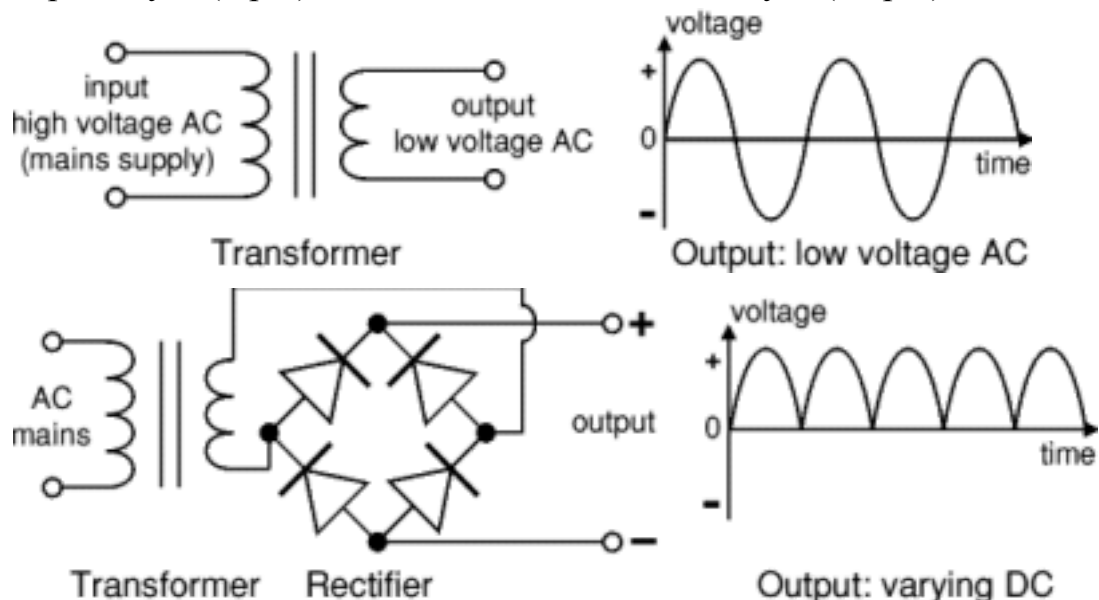 input
high voltage AC
(mains supply)
output
low voltage AC
Transformer
voltage
+
0
-
time
Output: low voltage AC
AC
mains
Transformer
Rectifier
+
output
-
voltage
+
0
-
time
Output: varying DC